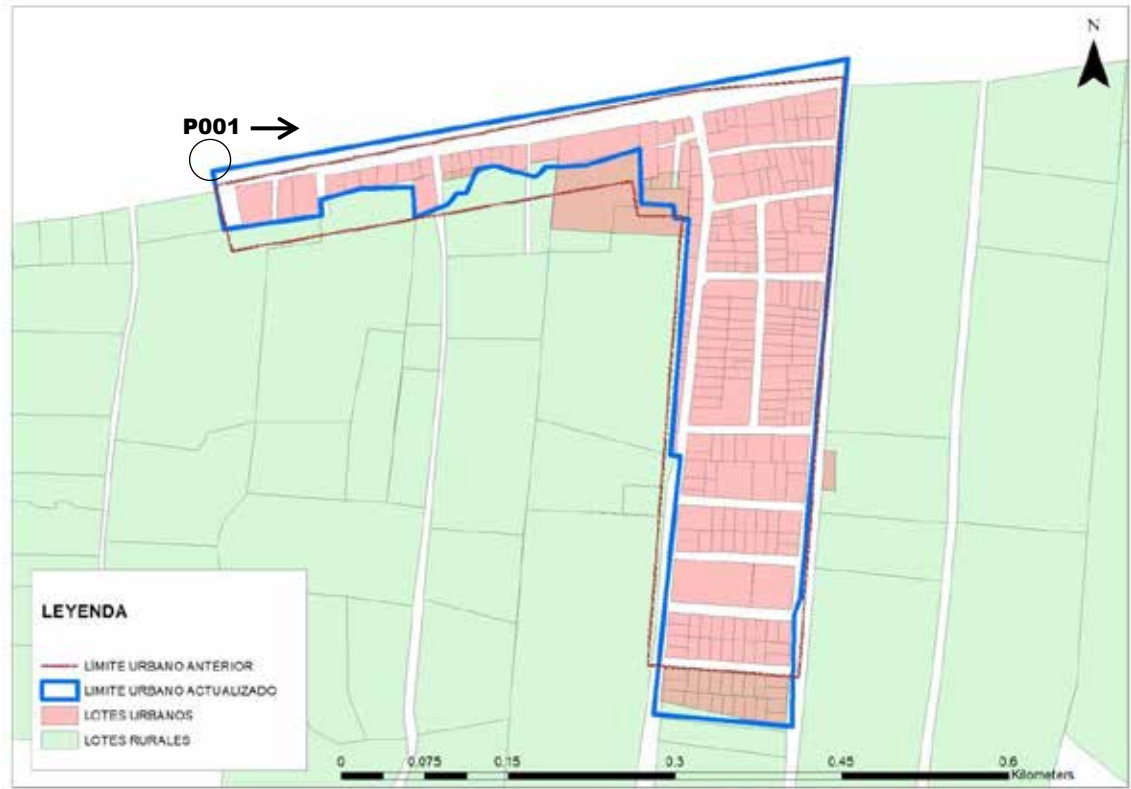 N
P001
LEYENDA
LÍMITE URBANO ANTERIOR
LIMITE URBANO ACTUALIZADO
LOTES URBANOS
LOTES RURALES
0 0.075 0.15 0.3 0.45 0.6
Kilometers